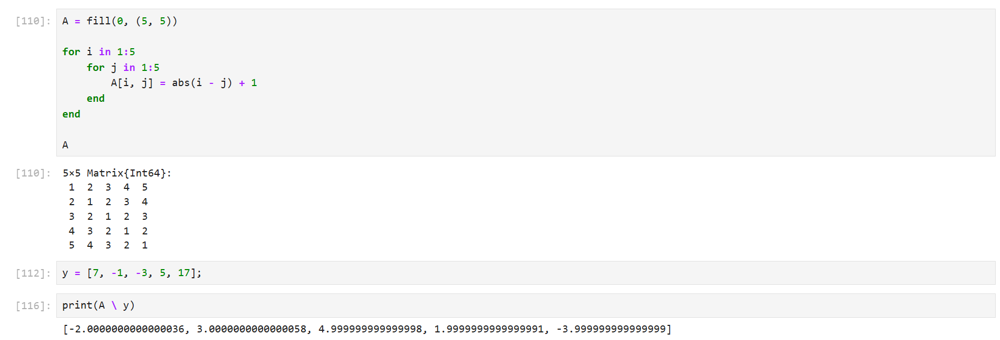 [110]: A = fill(0, (5, 5))
for i in 1:5
    for j in 1:5
        A[i, j] = abs(i - j) + 1
    end
end
A
[110]: 5×5 Matrix{Int64}:
 1  2  3  4  5
 2  1  2  3  4
 3  2  1  2  3
 4  3  2  1  2
 5  4  3  2  1
[112]: y = [7, -1, -3, 5, 17];
[116]: print(A \ y)
[-2.0000000000000036, 3.0000000000000058, 4.999999999999998, 1.9999999999999991, -3.999999999999999]